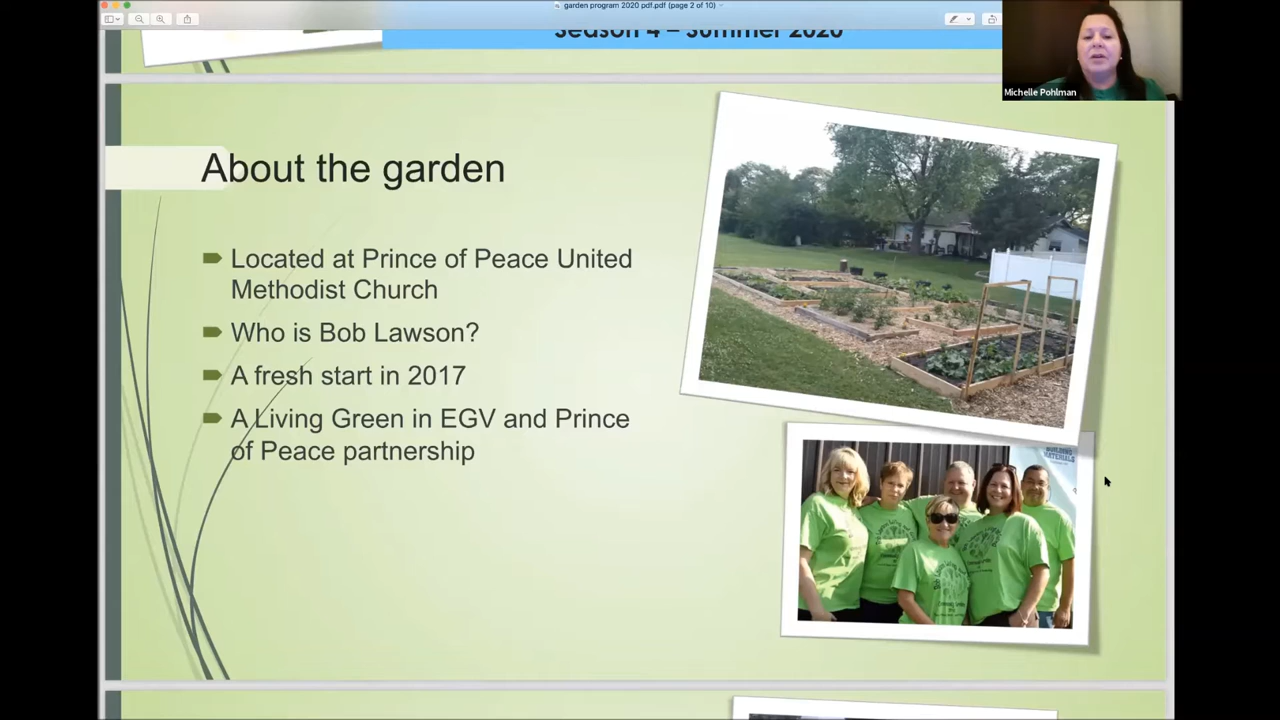 garden program 2020 pdf.pdf (page 2 of 10)
Season 4 – Summer 2020
Michelle Pohlman
About the garden
Located at Prince of Peace United
Methodist Church
Who is Bob Lawson?
A fresh start in 2017
A Living Green in EGV and Prince
of Peace partnership
BUILDING
MATERIALS